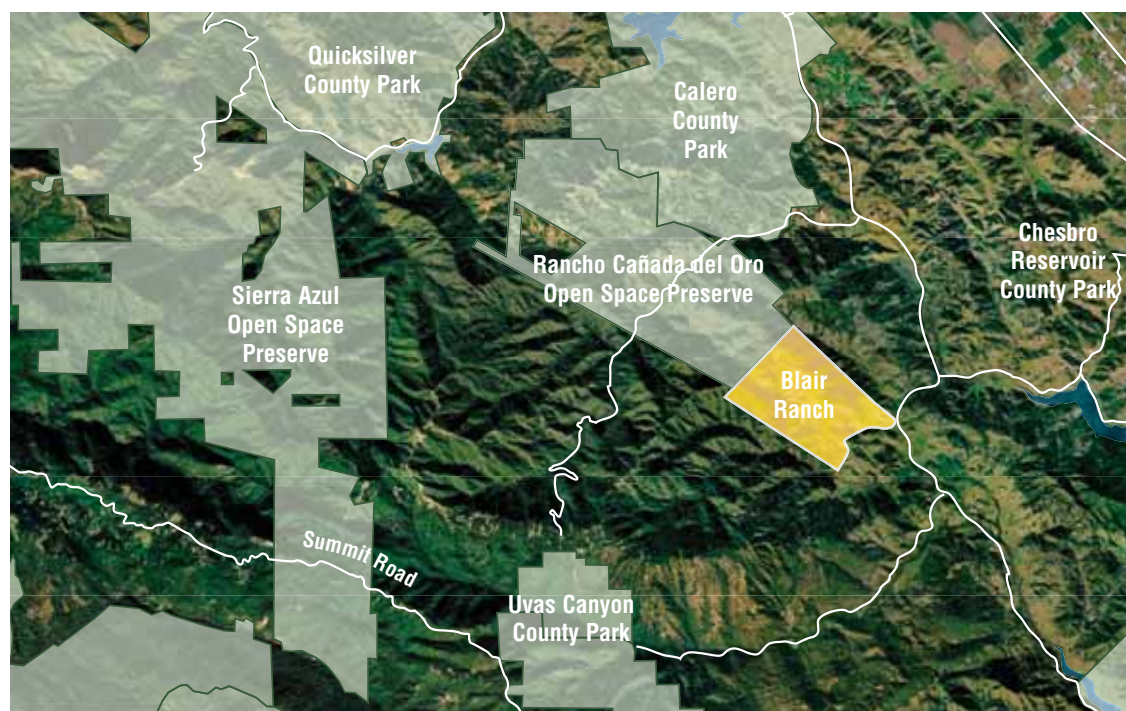 Quicksilver
County Park
Calero
County
Park
Chesbro
Reservoir
County Park
Rancho Cañada del Oro
Open Space Preserve
Sierra Azul
Open Space
Preserve
Blair
Ranch
Summit Road
Uvas Canyon
County Park